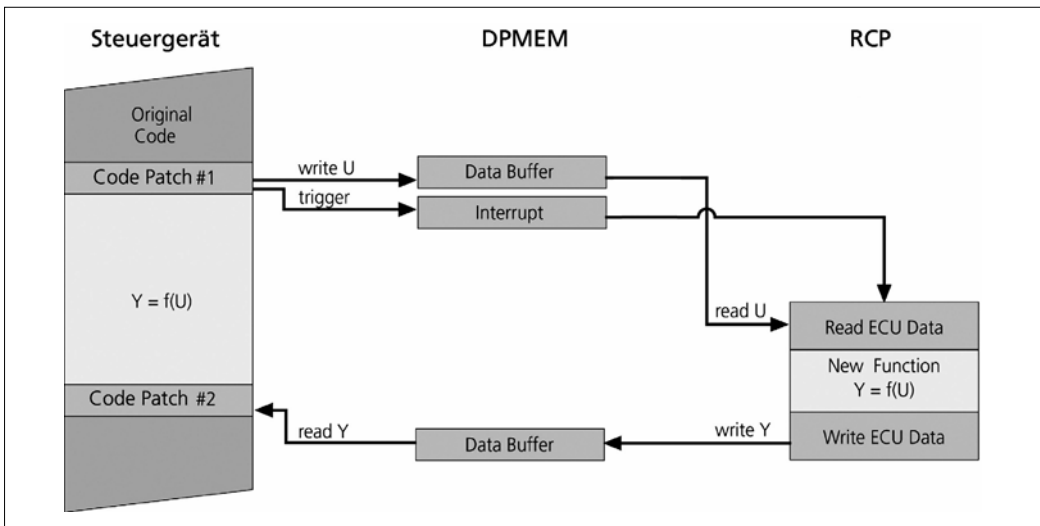 Steuergerät
DPMEM
RCP
Original
Code
Code Patch #1
write U
trigger
Data Buffer
Interrupt
Y = f(U)
read U
Read ECU Data
New Function
Y = f(U)
Code Patch #2
read Y
Data Buffer
write Y
Write ECU Data